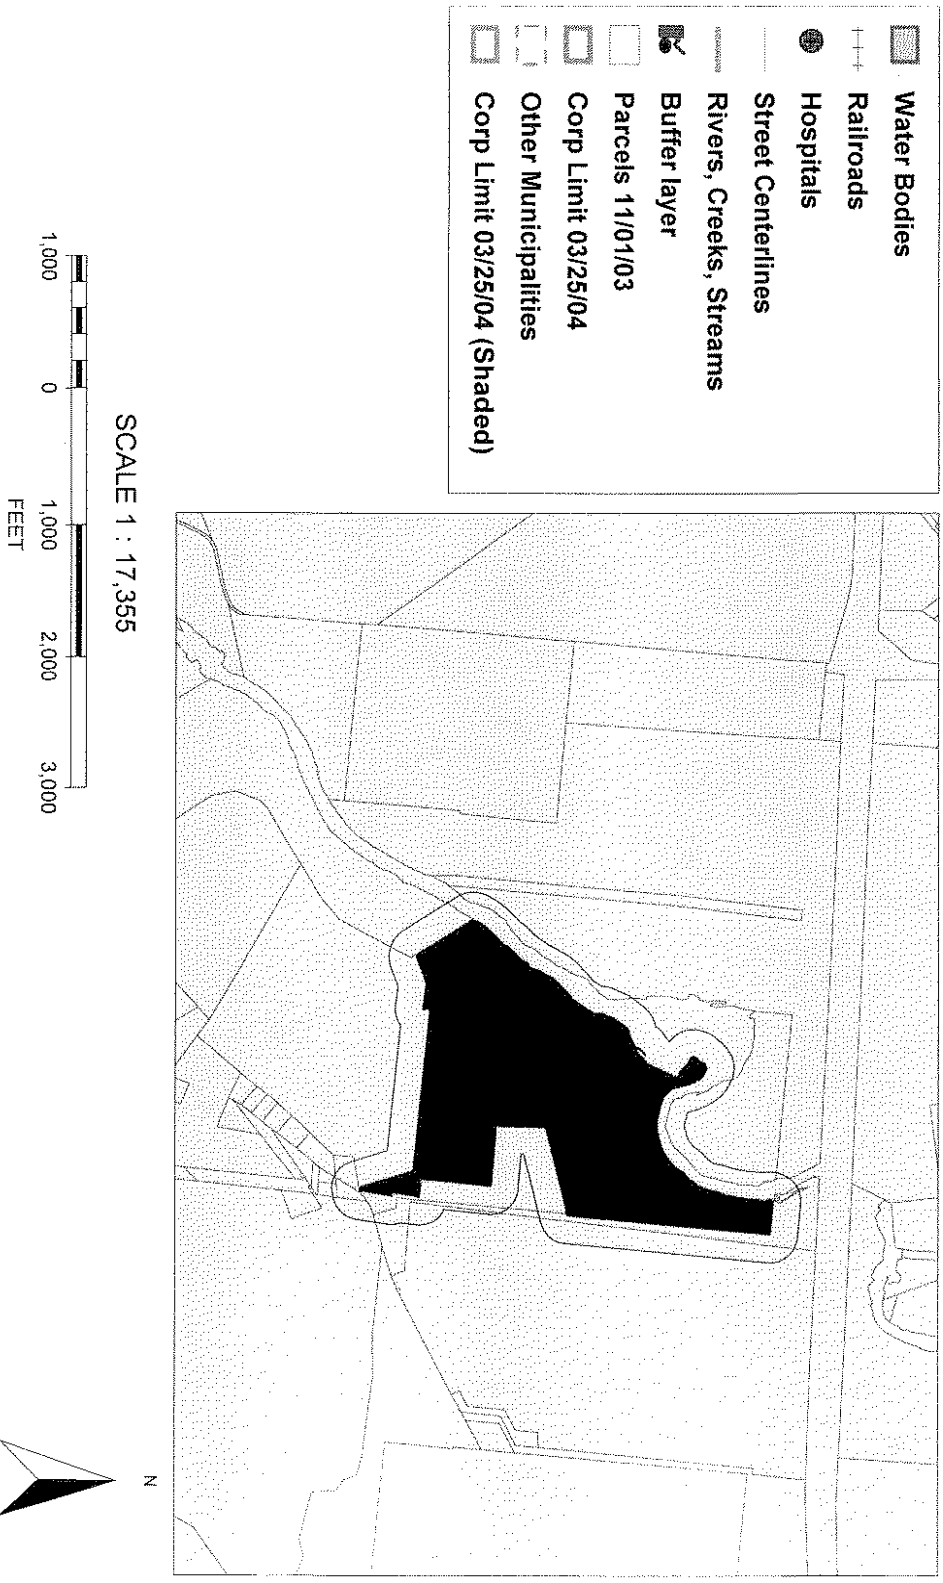 Water Bodies
Railroads
Hospitals
Street Centerlines
Rivers, Creeks, Streams
Buffer layer
Parcels 11/01/03
Corp Limit 03/25/04
Other Municipalities
Corp Limit 03/25/04 (Shaded)
SCALE 1 : 17,355
1,000 0 1,000 2,000 3,000
FEET
N